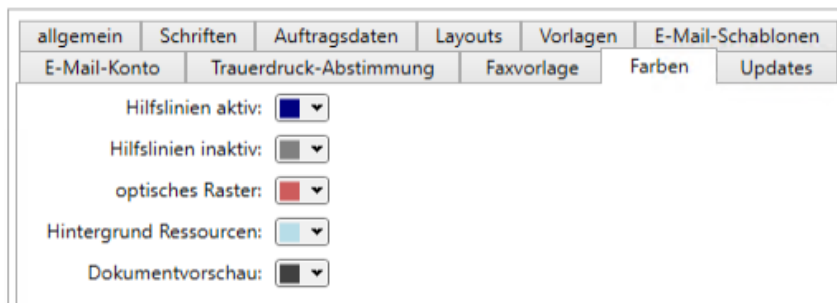 allgemein Schriften Auftragsdaten Layouts Vorlagen E-Mail-Schablonen
E-Mail-Konto Trauerdruck-Abstimmung Faxvorlage Farben Updates
Hilfslinien aktiv:
Hilfslinien inaktiv:
optisches Raster:
Hintergrund Ressourcen:
Dokumentvorschau: